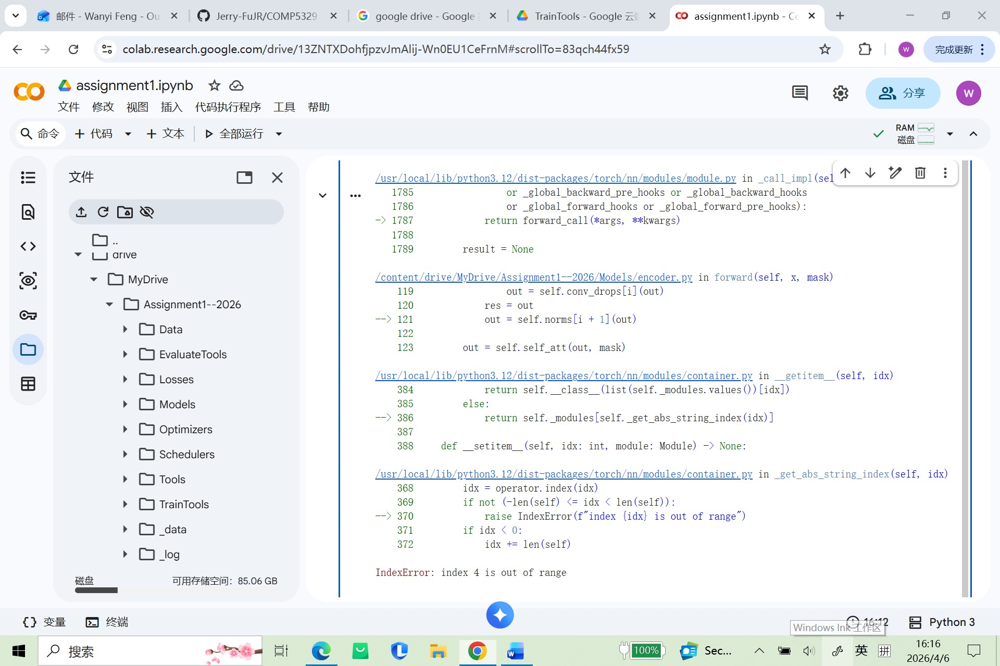 邮件 - Wanyi Feng - Ou
Jerry-FuJR/COMP5329
google drive - Google
TrainTools - Google 云端
assignment1.ipynb - Co
colab.research.google.com/drive/13ZNTXDohfjpzvJmAlij-Wn0EU1CeFrnM#scrollTo=83qch44fx59
W
完成更新
assignment1.ipynb
文件 修改 视图 插入 代码执行程序 工具 帮助
分享
W
命令 + 代码 + 文本 全部运行
RAM
磁盘
文件
..
drive
MyDrive
Assignment1--2026
Data
EvaluateTools
Losses
Models
Optimizers
Schedulers
Tools
TrainTools
_data
_log
磁盘 可用存储空间: 85.06 GB
/usr/local/lib/python3.12/dist-packages/torch/nn/modules/module.py in _call_impl(sel
1785 or _global_backward_pre_hooks or _global_backward_hooks
1786 or _global_forward_hooks or _global_forward_pre_hooks):
-> 1787 return forward_call(*args, **kwargs)
1788
1789 result = None
/content/drive/MyDrive/Assignment1--2026/Models/encoder.py in forward(self, x, mask)
119 out = self.conv_drops[i](out)
120 res = out
--> 121 out = self.norms[i + 1](out)
122
123 out = self.self_att(out, mask)
/usr/local/lib/python3.12/dist-packages/torch/nn/modules/container.py in __getitem__(self, idx)
384 return self.__class__(list(self._modules.values())[idx])
385 else:
--> 386 return self._modules[self._get_abs_string_index(idx)]
387
388 def __setitem__(self, idx: int, module: Module) -> None:
/usr/local/lib/python3.12/dist-packages/torch/nn/modules/container.py in _get_abs_string_index(self, idx)
368 idx = operator.index(idx)
369 if not (-len(self) <= idx < len(self)):
--> 370 raise IndexError(f"index {idx} is out of range")
371 if idx < 0:
372 idx += len(self)
IndexError: index 4 is out of range
变量 终端
16:12 Python 3
Windows Ink 工作区
搜索
100%
Sec...
英
拼
16:16
2026/4/6